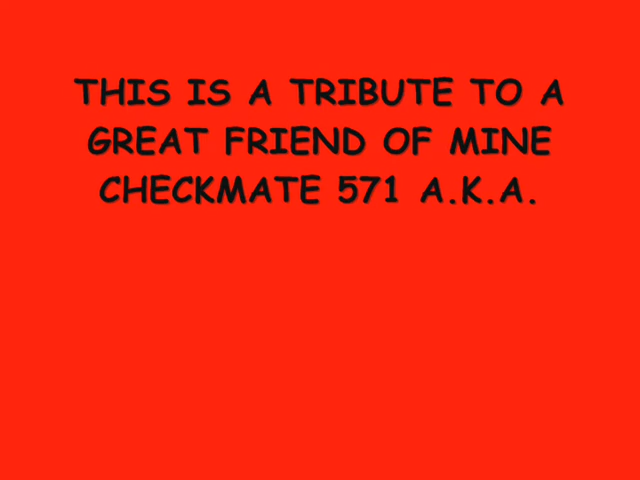 THIS IS A TRIBUTE TO A
GREAT FRIEND OF MINE
CHECKMATE 571 A.K.A.